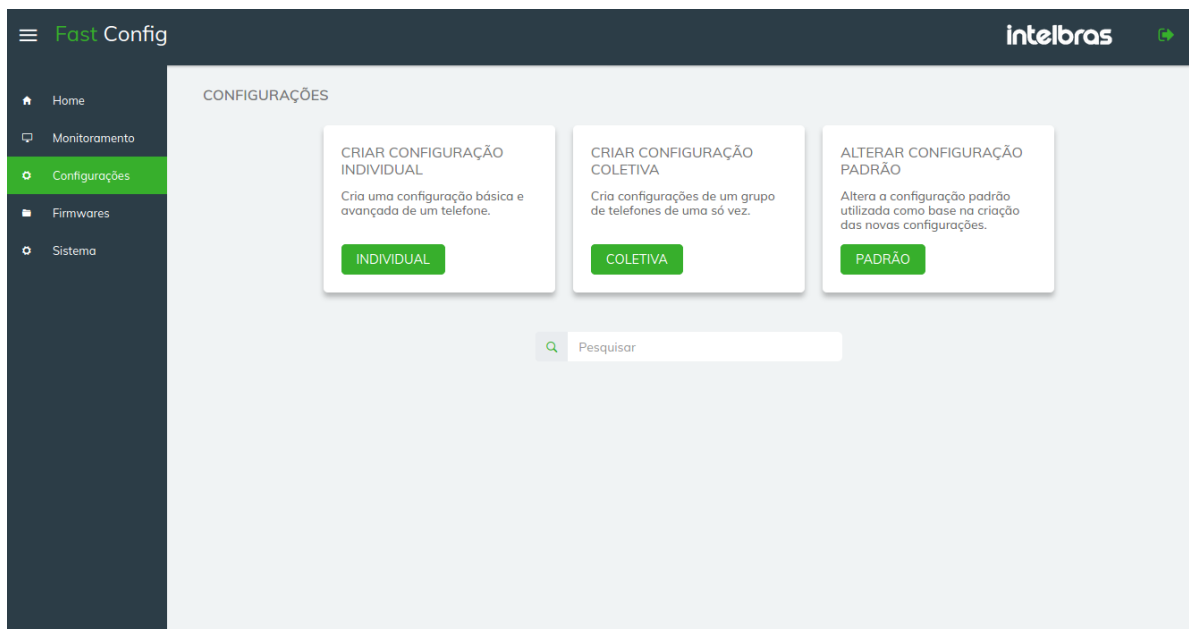 Fast Config
intelbras
Home
Monitoramento
Configurações
Firmwares
Sistema
CONFIGURAÇÕES
CRIAR CONFIGURAÇÃO
INDIVIDUAL
Cria uma configuração básica e
avançada de um telefone.
INDIVIDUAL
CRIAR CONFIGURAÇÃO
COLETIVA
Cria configurações de um grupo
de telefones de uma só vez.
COLETIVA
ALTERAR CONFIGURAÇÃO
PADRÃO
Altera a configuração padrão
utilizada como base na criação
das novas configurações.
PADRÃO
Pesquisar